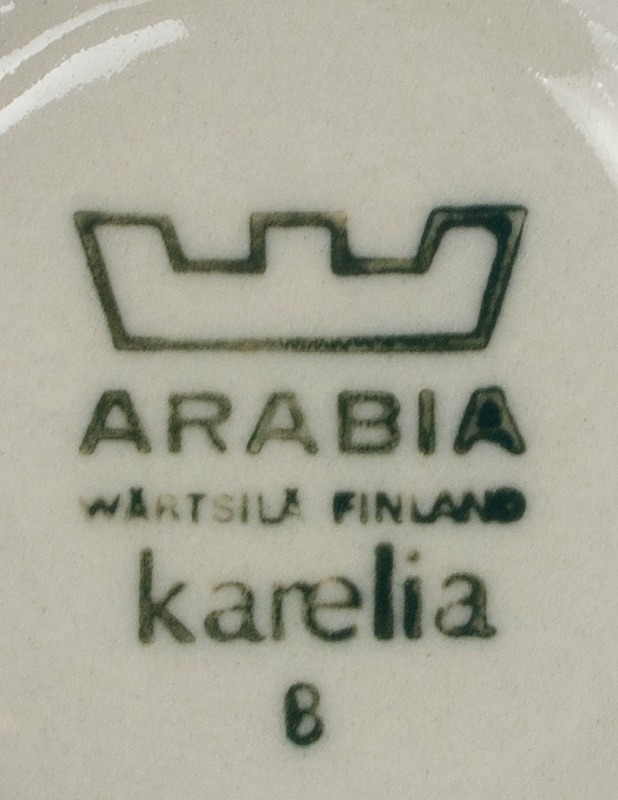 ARABIA
WÄRTSILÄ FINLAND
karelia
8